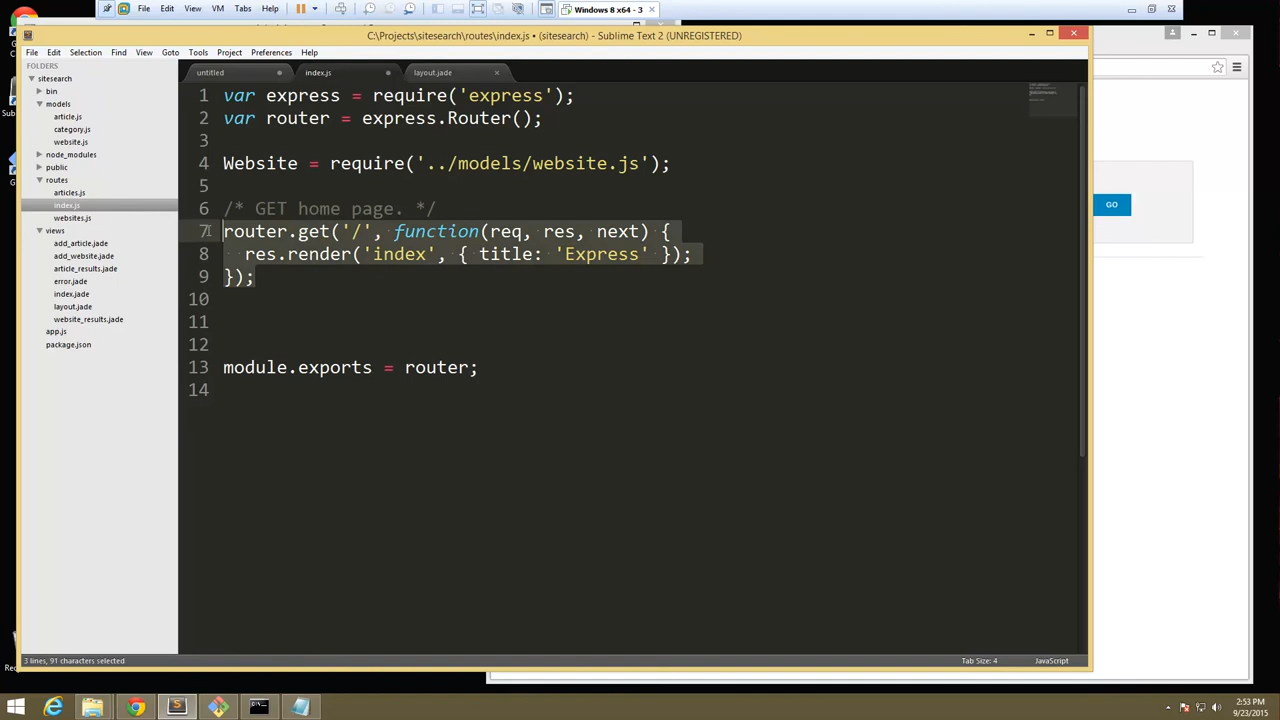 File Edit View VM Tabs Help
Windows 8 x64 - 3
C:\Projects\sitesearch\routes\index.js • (sitesearch) - Sublime Text 2 (UNREGISTERED)
File Edit Selection Find View Goto Tools Project Preferences Help
FOLDERS
sitesearch
bin
models
article.js
category.js
website.js
node_modules
public
routes
articles.js
index.js
websites.js
views
add_article.jade
add_website.jade
article_results.jade
error.jade
index.jade
layout.jade
website_results.jade
app.js
package.json
untitled index.js layout.jade
1 var express = require('express');
2 var router = express.Router();
3
4 Website = require('../models/website.js');
5
6 /* GET home page. */
7 router.get('/', function(req, res, next) {
8 res.render('index', { title: 'Express' });
9 });
10
11
12
13 module.exports = router;
14
GO
3 lines, 91 characters selected
Tab Size: 4 JavaScript
2:53 PM
9/23/2015